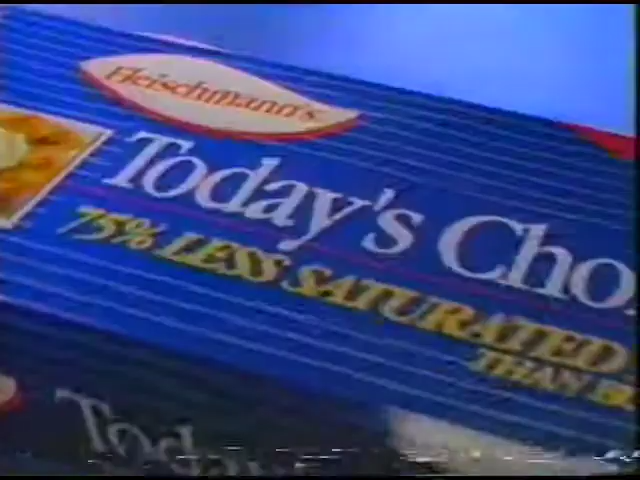 Fleischmann's
Today's Cho
75% LESS SATURATED
THAN
Toda